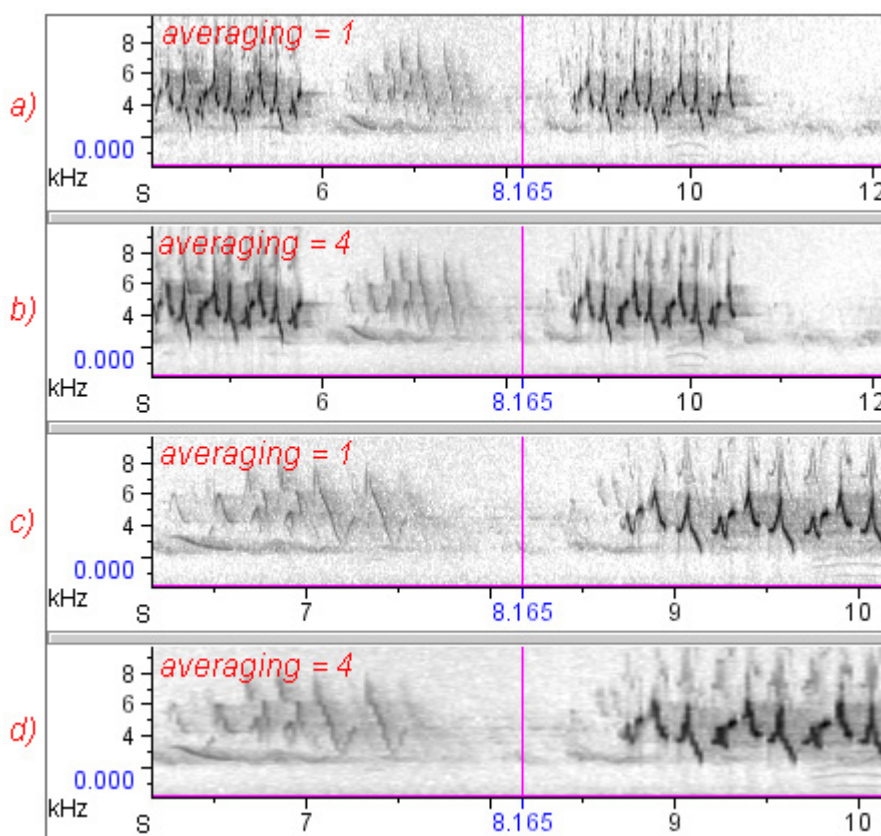 averaging = 1
8
6
a) 4
0.000
kHz
S 6 8.165 10 12
averaging = 4
8
6
b) 4
0.000
kHz
S 6 8.165 10 12
averaging = 1
8
6
c) 4
0.000
kHz
S 7 8.165 9 10
averaging = 4
8
6
d) 4
0.000
kHz
S 7 8.165 9 10